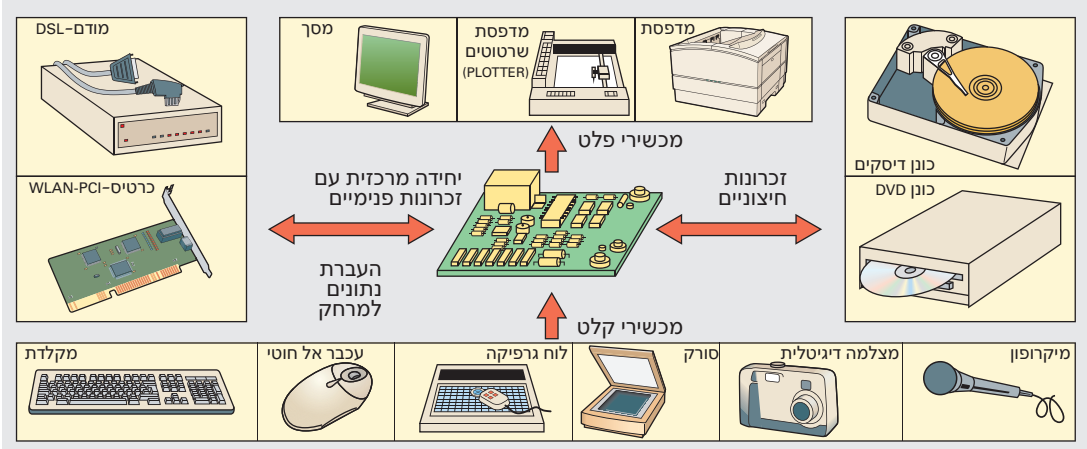 מודם-DSL
כרטיס-WLAN-PCI
מסך
מדפסת
שרטוטים
(PLOTTER)
מדפסת
כונן דיסקים
כונן DVD
מכשירי פלט
יחידה מרכזית עם
זכרונות פנימיים
זכרונות
חיצוניים
העברת
נתונים
למרחק
מכשירי קלט
מיקרופון
מצלמה דיגיטלית
סורק
לוח גרפיקה
עכבר אל חוטי
מקלדת